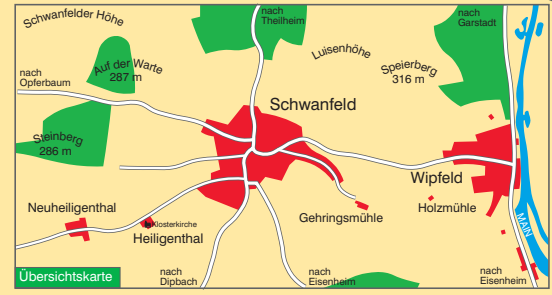 Schwanfelder Höhe
nach
Theilheim
nach
Garstadt
Luisenhöhe
Auf der Warte
287 m
Speierberg
316 m
nach
Opferbaum
Schwanfeld
Steinberg
286 m
Wipfeld
Neuheiligenthal
Klosterkirche
Heiligenthal
Gehringsmühle
Holzmühle
MAIN
Übersichtskarte
nach
Dipbach
nach
Eisenheim
nach
Eisenheim